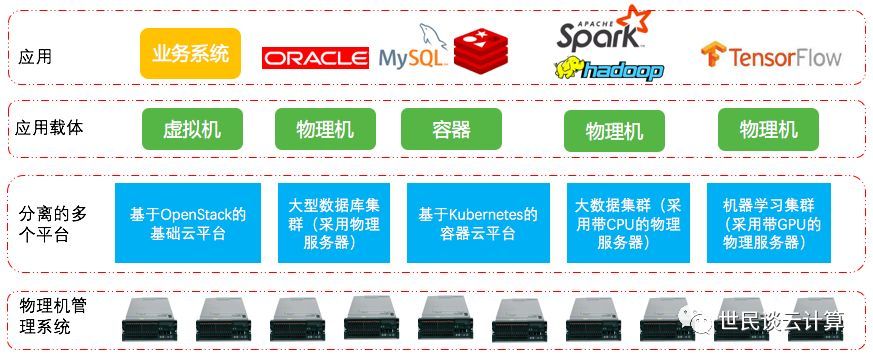 应用
业务系统
ORACLE
MySQL
APACHE
Spark
hadoop
TensorFlow
应用载体
虚拟机
物理机
容器
物理机
物理机
分离的多
个平台
基于OpenStack的
基础云平台
大型数据库集
群（采用物理
服务器）
基于Kubernetes的
容器云平台
大数据集群（采
用带CPU的物理
服务器）
机器学习集群
（采用带GPU的
物理服务器）
物理机管
理系统
世民谈云计算